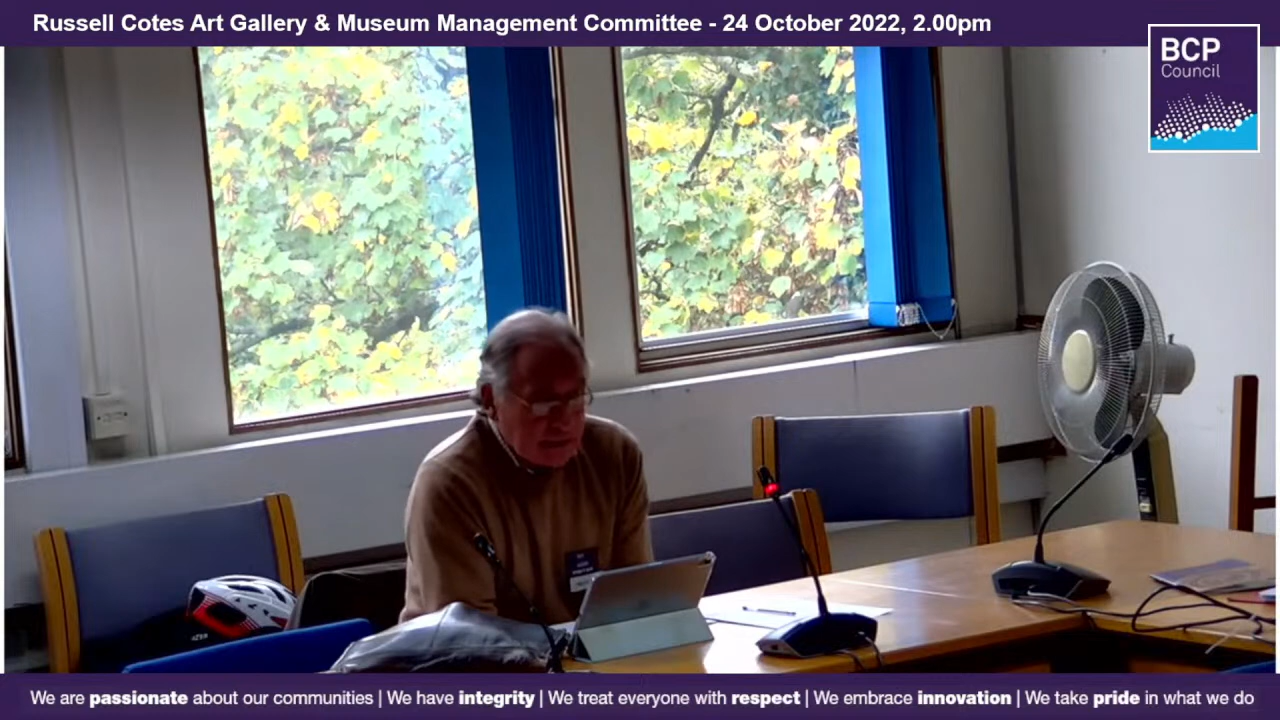 Russell Cotes Art Gallery & Museum Management Committee - 24 October 2022, 2.00pm
BCP
Council
We are passionate about our communities | We have integrity | We treat everyone with respect | We embrace innovation | We take pride in what we do